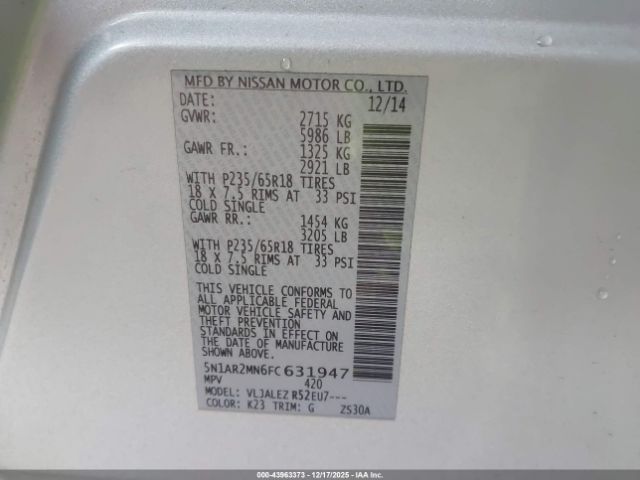 MFD BY NISSAN MOTOR CO., LTD.
DATE: 12/14
GVWR: 2715 KG
5986 LB
GAWR FR.: 1325 KG
2921 LB
WITH P235/65R18 TIRES
18 X 7.5 RIMS AT 33 PSI
COLD SINGLE
GAWR RR.: 1454 KG
3205 LB
WITH P235/65R18 TIRES
18 X 7.5 RIMS AT 33 PSI
COLD SINGLE
THIS VEHICLE CONFORMS TO
ALL APPLICABLE FEDERAL
MOTOR VEHICLE SAFETY AND
THEFT PREVENTION
STANDARDS IN EFFECT ON
THE DATE OF MANUFACTURE
SHOWN ABOVE.
5N1AR2MN6FC631947
MPV 420
MODEL: VLJALEZ R52EU7---
COLOR: K23 TRIM: G ZS30A
000-43963373 | 12/17/2025 - IAA Inc.